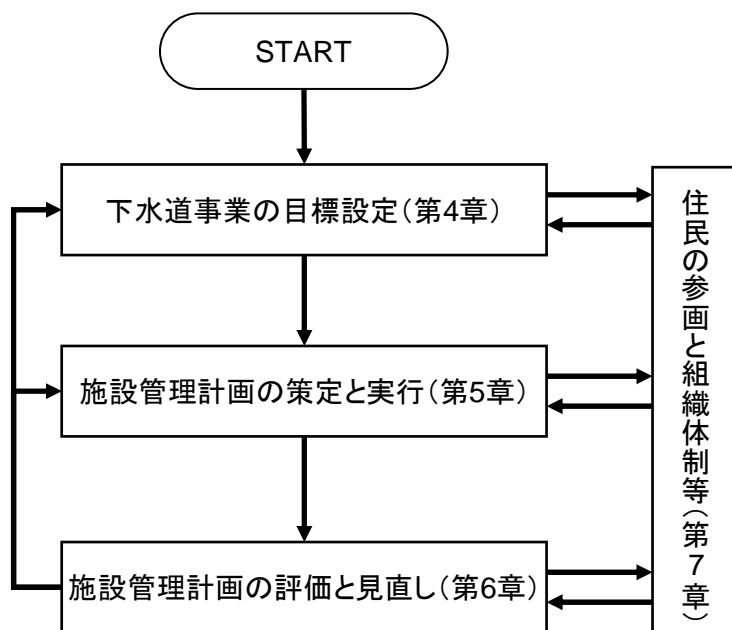 START
下水道事業の目標設定(第4章)
施設管理計画の策定と実行(第5章)
施設管理計画の評価と見直し(第6章)
住民の参画と組織体制等(第7章)